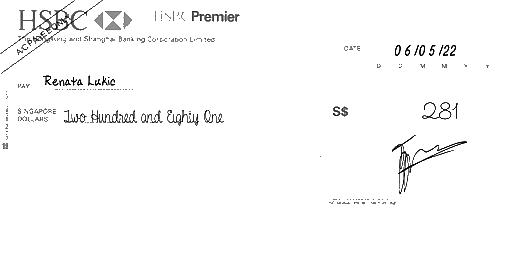 HSBC HSBC Premier
The Hongkong and Shanghai Banking Corporation Limited
A/C PAYEE ONLY
DATE 06/05/22
D D M M Y Y
PAY Renata Lukic
SINGAPORE DOLLARS Two Hundred and Eighty One
S$ 281